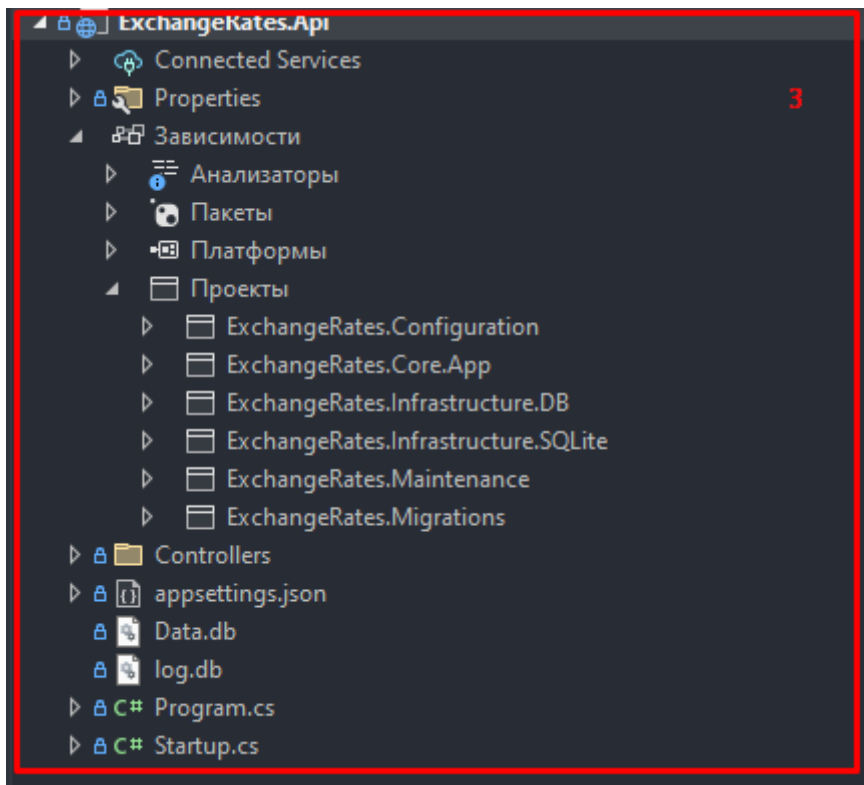 ExchangeRates.Api
Connected Services
Properties
3
Зависимости
Анализаторы
Пакеты
Платформы
Проекты
ExchangeRates.Configuration
ExchangeRates.Core.App
ExchangeRates.Infrastructure.DB
ExchangeRates.Infrastructure.SQLite
ExchangeRates.Maintenance
ExchangeRates.Migrations
Controllers
appsettings.json
Data.db
log.db
C# Program.cs
C# Startup.cs